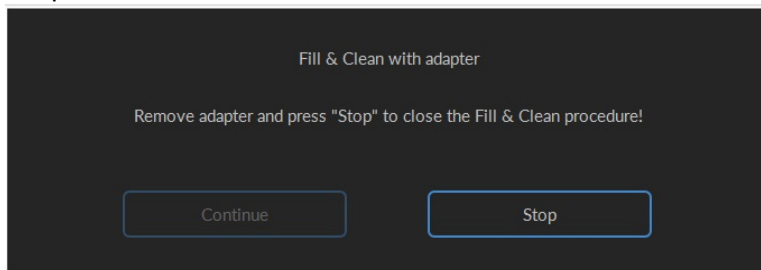 Fill & Clean with adapter
Remove adapter and press "Stop" to close the Fill & Clean procedure!
Continue
Stop